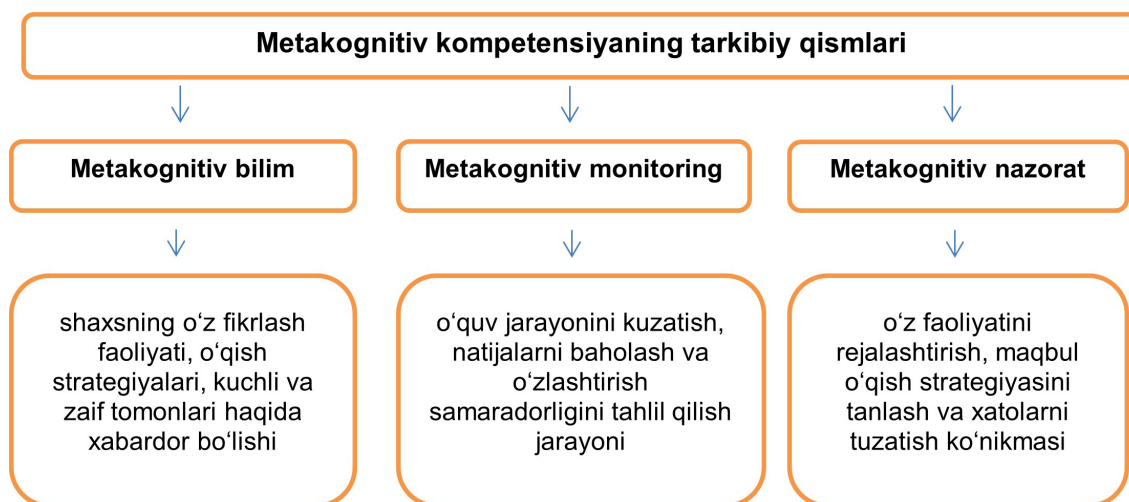 Metakognitiv kompetensiyaning tarkibiy qismlari
Metakognitiv bilim
Metakognitiv monitoring
Metakognitiv nazorat
shaxsning o‘z fikrlash
faoliyati, o‘qish
strategiyalari, kuchli va
zaif tomonlari haqida
xabardor bo‘lishi
o‘quv jarayonini kuzatish,
natijalarni baholash va
o‘zlashtirish
samaradorligini tahlil qilish
jarayoni
o‘z faoliyatini
rejalashtirish, maqbul
o‘qish strategiyasini
tanlash va xatolarni
tuzatish ko‘nikmasi